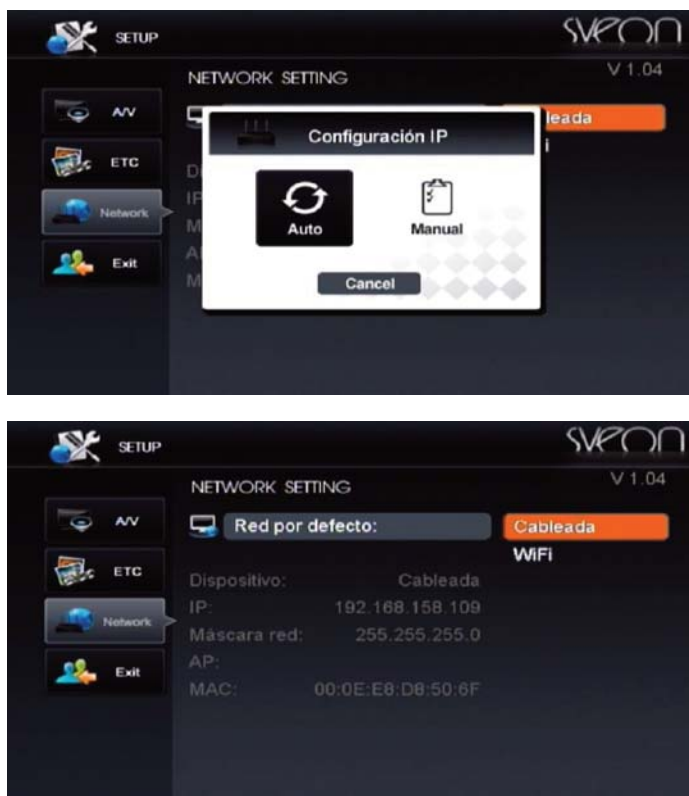 SETUP
sveon
NETWORK SETTING
V 1.04
A/V
leada
Configuración IP
i
ETC
D
IP
Network
M
Auto
Manual
A
Exit
M
Cancel
SETUP
sveon
NETWORK SETTING
V 1.04
A/V
Red por defecto:
Cableada
WiFi
ETC
Dispositivo: Cableada
IP: 192.168.158.109
Network
Máscara red: 255.255.255.0
AP:
Exit
MAC: 00:0E:E8:D8:50:6F